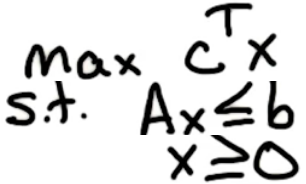 max c^T x
s.t. Ax ≤ b
x ≥ 0